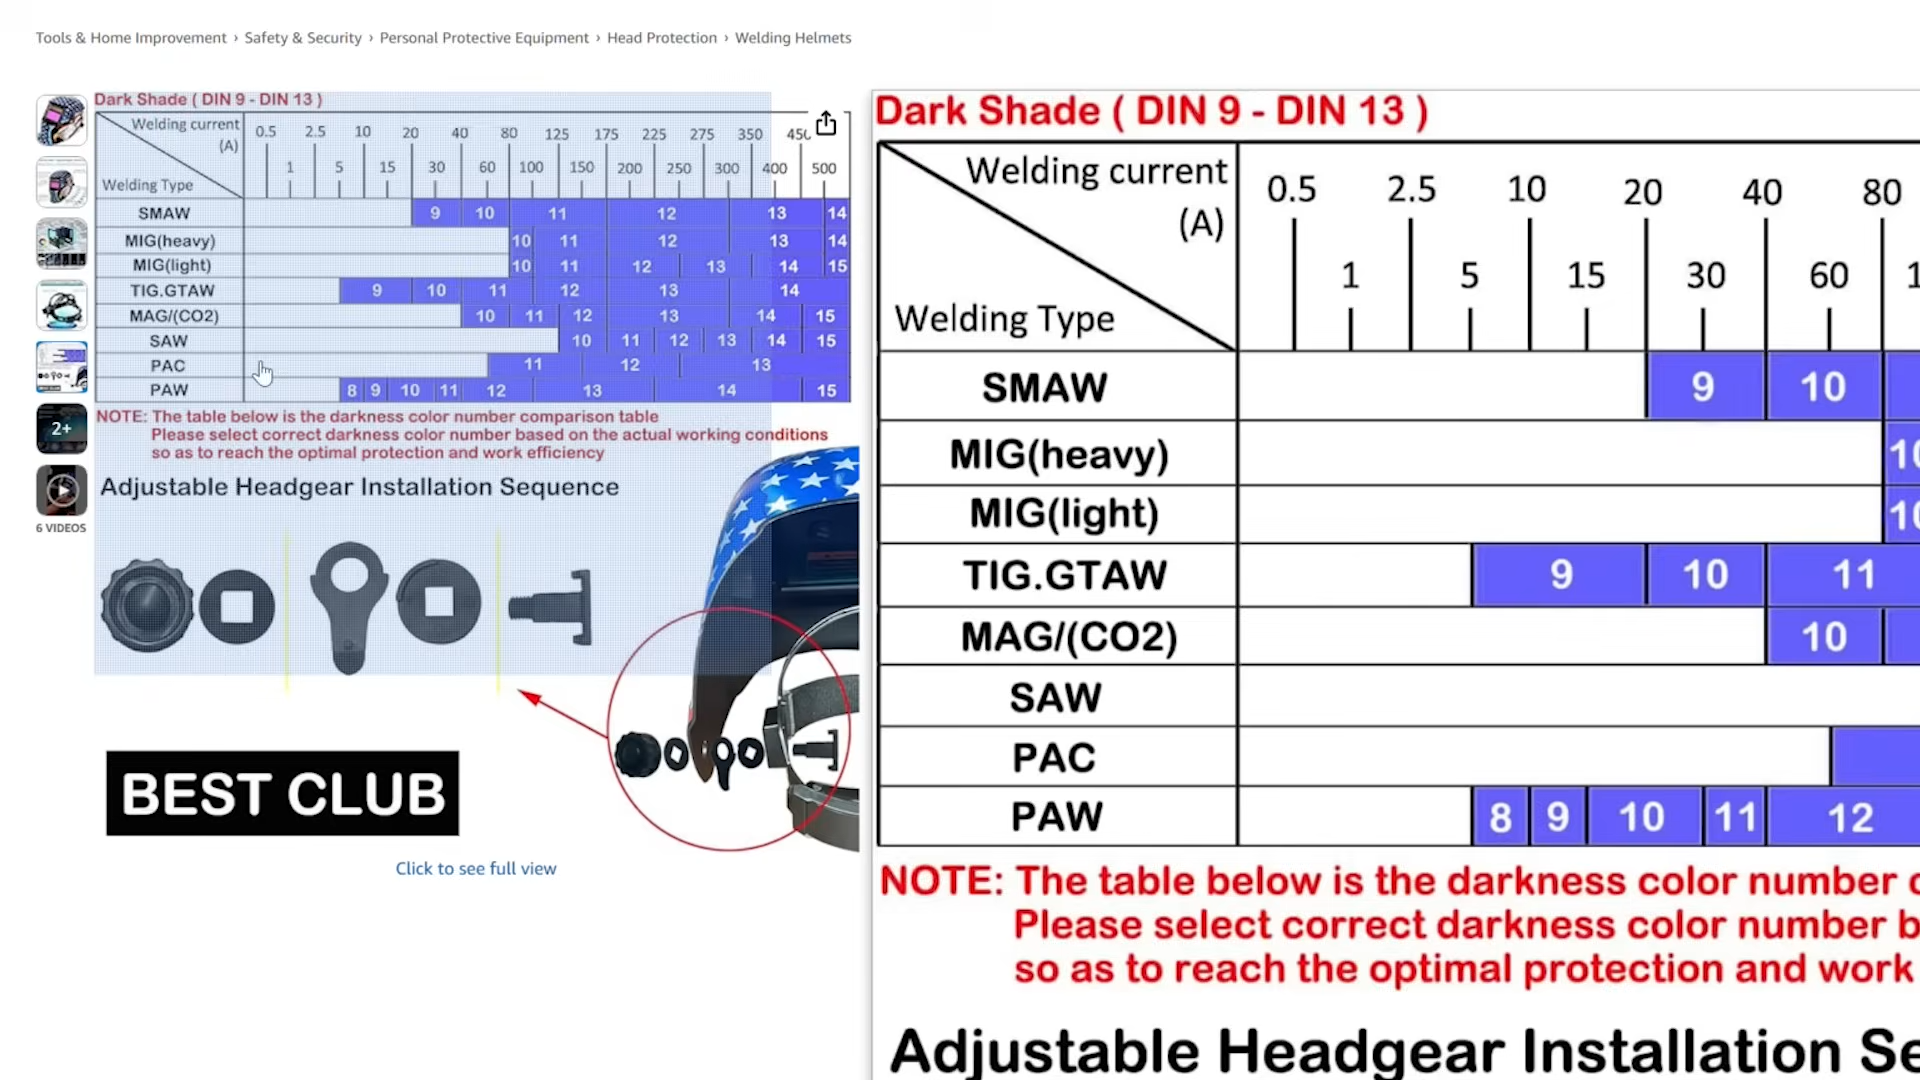 Tools & Home Improvement › Safety & Security › Personal Protective Equipment › Head Protection › Welding Helmets
Dark Shade ( DIN 9 - DIN 13 )
Welding current
(A)
0.5 2.5 10 20 40 80 125 175 225 275 350
1 5 15 30 60 100 150 200 250 300 400 500
Welding Type
SMAW 9 10 11 12 13 14
MIG(heavy) 10 11 12 13 14
MIG(light) 10 11 12 13 14 15
TIG.GTAW 9 10 11 12 13 14
MAG/(CO2) 10 11 12 13 14 15
SAW 10 11 12 13 14 15
PAC 11 12 13
PAW 8 9 10 11 12 13 14 15
NOTE: The table below is the darkness color number comparison table
Please select correct darkness color number based on the actual working conditions
so as to reach the optimal protection and work efficiency
2+
6 VIDEOS
Adjustable Headgear Installation Sequence
BEST CLUB
Click to see full view
Dark Shade ( DIN 9 - DIN 13 )
Welding current
(A)
0.5 2.5 10 20 40 80
1 5 15 30 60 1
Welding Type
SMAW 9 10
MIG(heavy) 10
MIG(light) 10
TIG.GTAW 9 10 11
MAG/(CO2) 10
SAW
PAC
PAW 8 9 10 11 12
NOTE: The table below is the darkness color number
Please select correct darkness color number b
so as to reach the optimal protection and work
Adjustable Headgear Installation Se